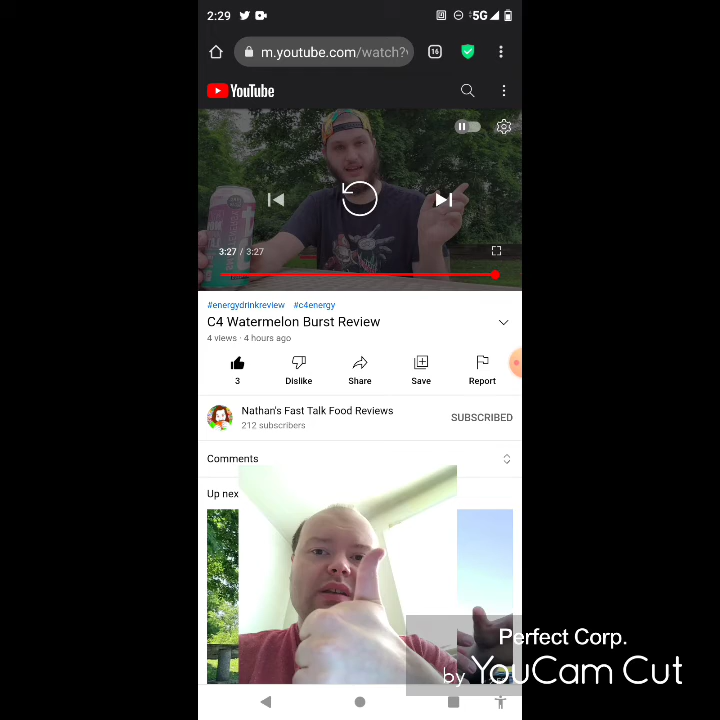 2:29 5G
m.youtube.com/watch? 16
YouTube
3:27 / 3:27
#energydrinkreview #c4energy
C4 Watermelon Burst Review
4 views · 4 hours ago
3 Dislike Share Save Report
Nathan's Fast Talk Food Reviews
SUBSCRIBED
212 subscribers
Comments
Up nex
Perfect Corp.
by YouCam Cut